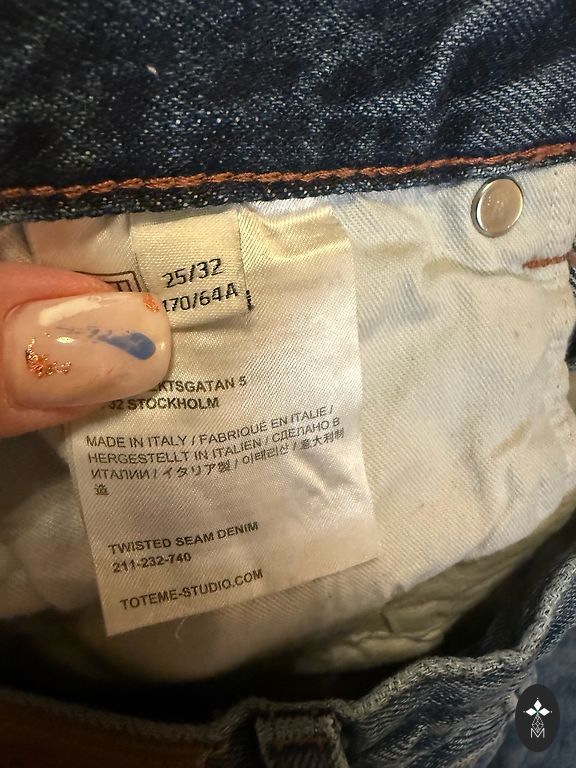 25/32
170/64A
KTSGATAN 5
32 STOCKHOLM
MADE IN ITALY / FABRIQUÉ EN ITALIE /
HERGESTELLT IN ITALIEN / СДЕЛАНО В
ИТАЛИИ / イタリア製 / 이태리산 / 意大利制
造
TWISTED SEAM DENIM
211-232-740
TOTEME-STUDIO.COM
M